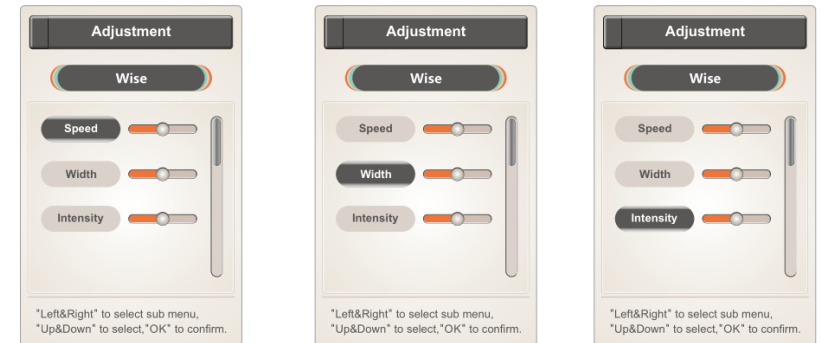 Adjustment
Wise
Speed
Width
Intensity
"Left&Right" to select sub menu,
"Up&Down" to select,"OK" to confirm.
Adjustment
Wise
Speed
Width
Intensity
"Left&Right" to select sub menu,
"Up&Down" to select,"OK" to confirm.
Adjustment
Wise
Speed
Width
Intensity
"Left&Right" to select sub menu,
"Up&Down" to select,"OK" to confirm.